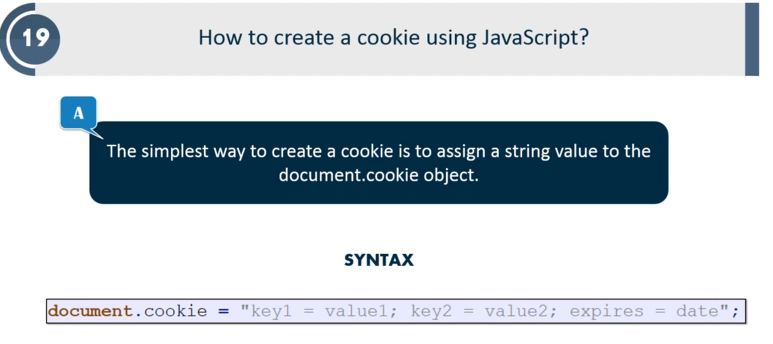 19
How to create a cookie using JavaScript?
A
The simplest way to create a cookie is to assign a string value to the
document.cookie object.
SYNTAX
document.cookie = "key1 = value1; key2 = value2; expires = date";